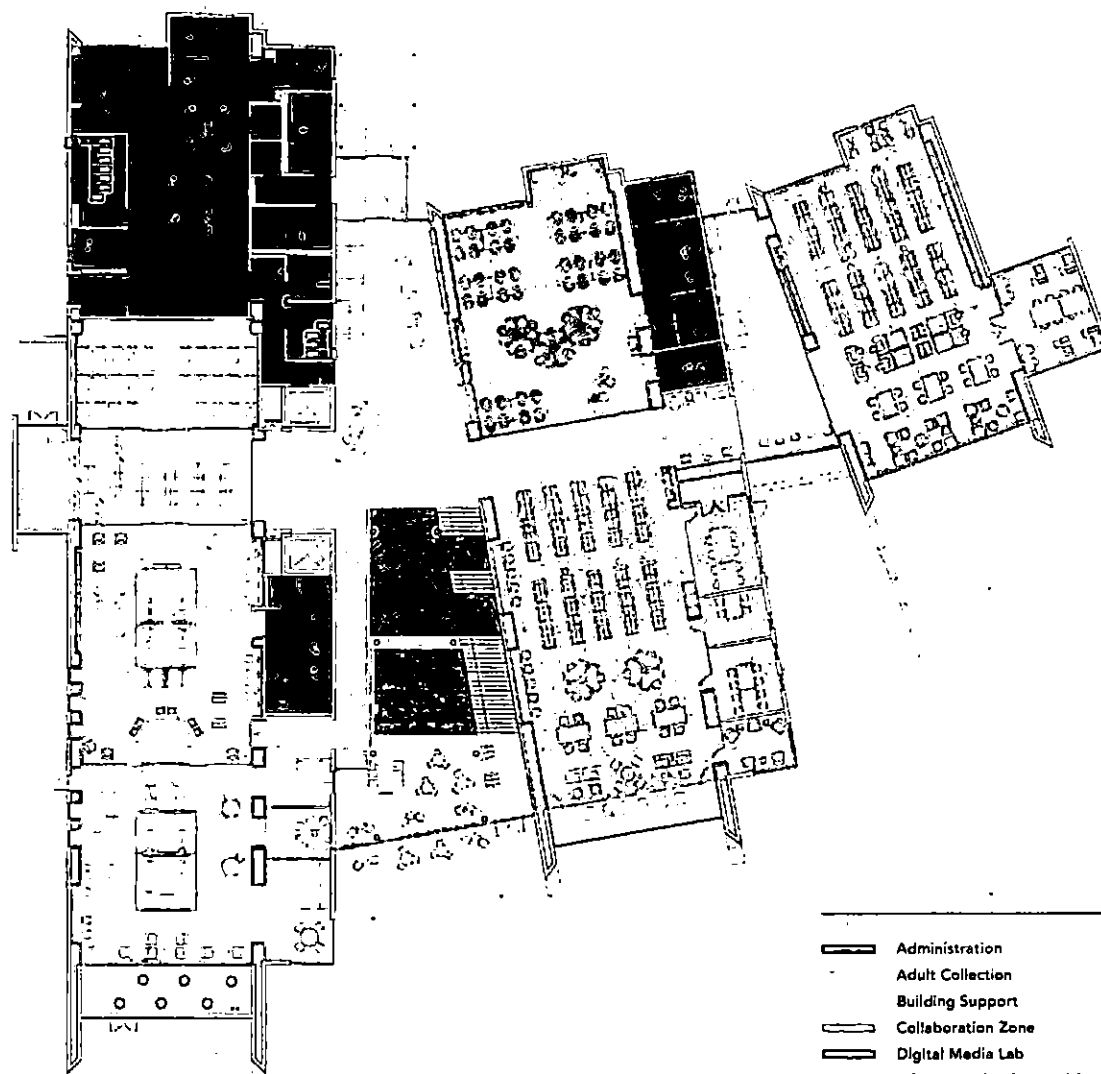 Administration
Adult Collection
Building Support
Collaboration Zone
Digital Media Lab